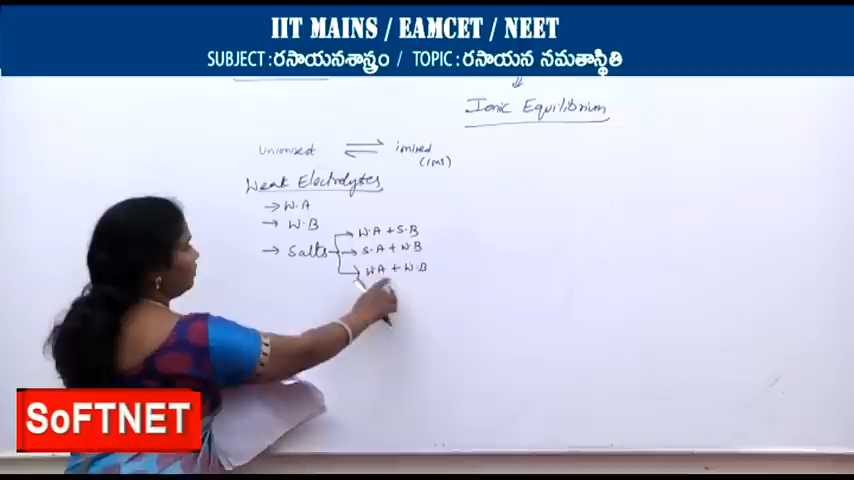 IIT MAINS / EAMCET / NEET
SUBJECT : రసాయనశాస్త్రం / TOPIC : రసాయన సమతాస్థితి
Ionic Equilibrium
Unionised ⇌ ionised
(ions)
Weak Electrolytes
→ W.A
→ W.B
→ Salts → W.A + S.B
→ S.A + W.B
→ W.A + W.B
SoFTNET